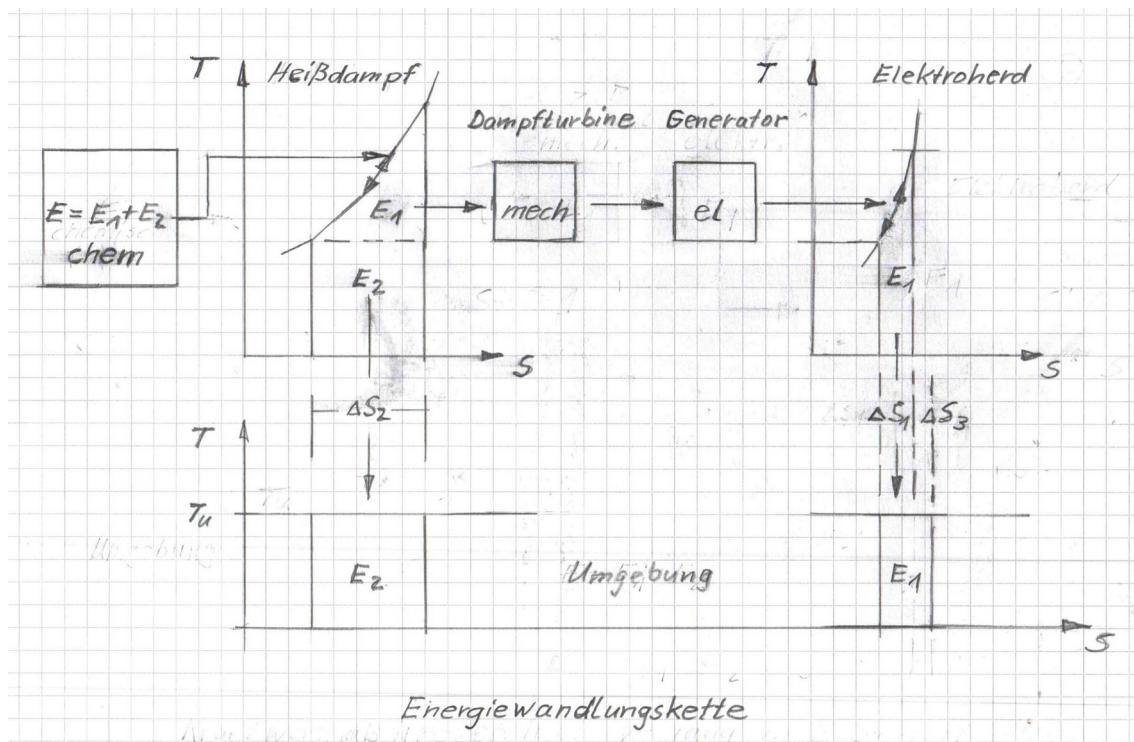 T
Heißdampf
T
Elektroherd
Dampfturbine
Generator
E = E₁ + E₂
chem
E₁
mech
el
E₂
E₁
S
S
ΔS₂
ΔS₁
ΔS₃
T
Tu
E₂
Umgebung
E₁
S
Energiewandlungskette